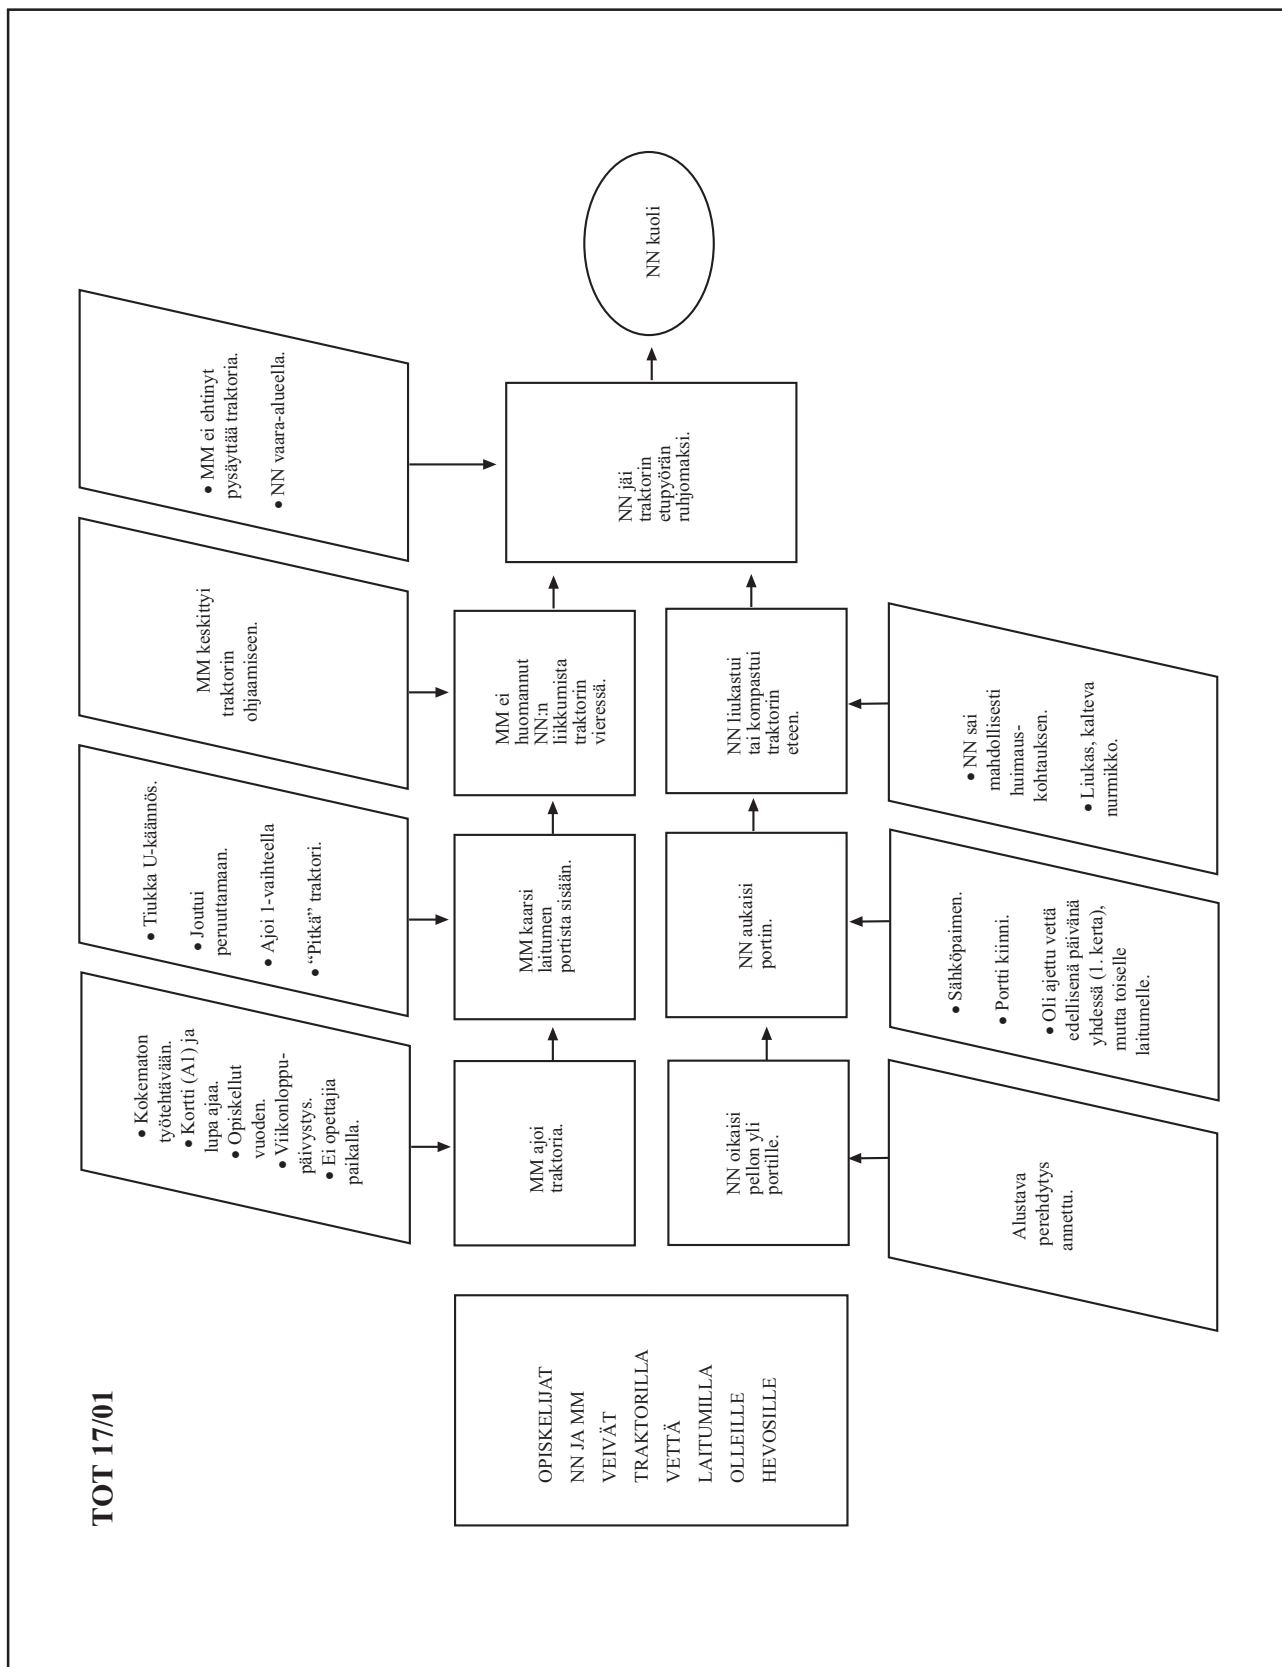 TOT 17/01
OPISKELIJAT
NN JA MM
VEIVÄT
TRAKTORILLA
VETTÄ
LAITUMILLA
OLLEILLE
HEVOSILLE
• Kokematon
työtehtävään.
• Kortti (A1) ja
lupa ajaa.
• Opiskellut
vuoden.
• Viikonloppu-
päivystys.
• Ei opettajia
paikalla.
• Tiukka U-käännös.
• Joutui
peruuttamaan.
• Ajoi 1-vaihteella
• “Pitkä” traktori.
MM keskittyi
traktorin
ohjaamiseen.
• MM ei ehtinyt
pysäyttää traktoria.
• NN vaara-alueella.
MM ajoi
traktoria.
MM kaarsi
laitumen
portista sisään.
MM ei
huomannut
NN:n
liikkumista
traktorin
vieressä.
NN jäi
traktorin
etupyörän
ruhjomaksi.
NN kuoli
NN oikaisi
pellon yli
portille.
NN aukaisi
portin.
NN liukastui
tai kompastui
traktorin
eteen.
Alustava
perehdytys
annettu.
• Sähköpaimen.
• Portti kiinni.
• Oli ajettu vettä
edellisenä päivänä
yhdessä (1. kerta),
mutta toiselle
laitumelle.
• NN sai
mahdollisesti
huimaus-
kohtauksen.
• Liukas, kalteva
nurmikko.